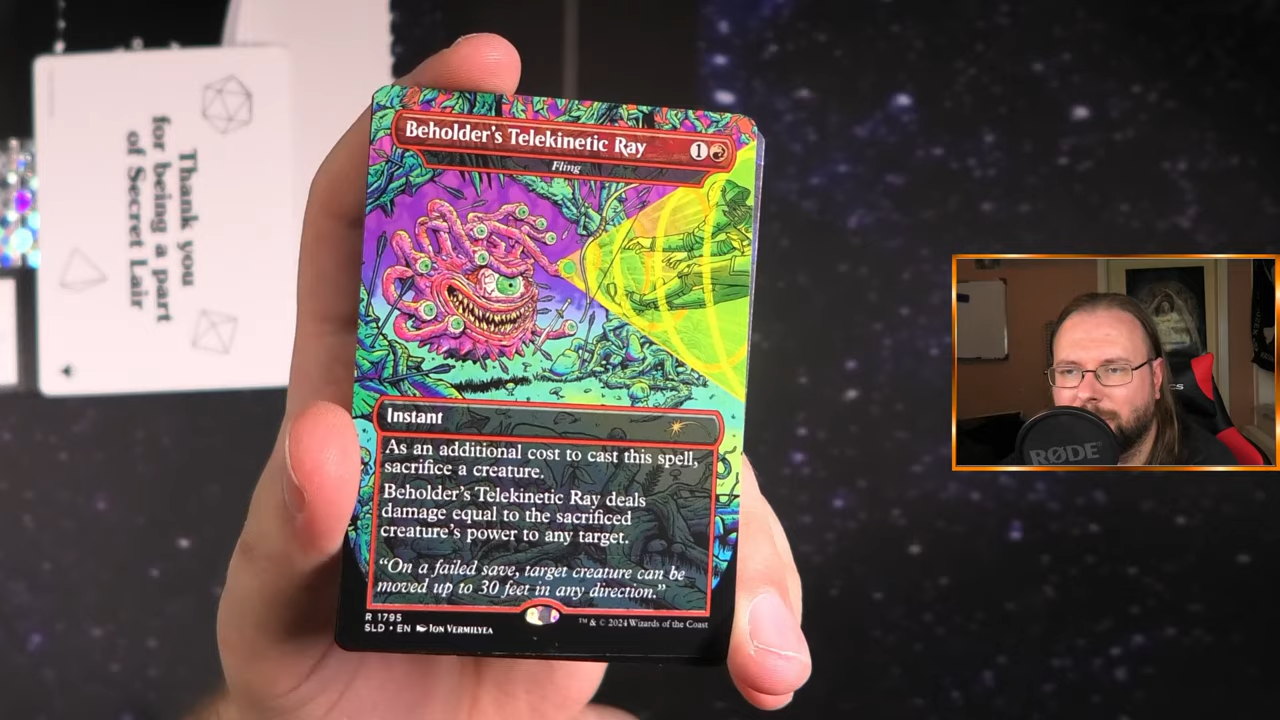 Thank you
for being a part
of Secret Lair
Beholder's Telekinetic Ray 1
Fling
Instant
As an additional cost to cast this spell,
sacrifice a creature.
Beholder's Telekinetic Ray deals
damage equal to the sacrificed
creature's power to any target.
"On a failed save, target creature can be
moved up to 30 feet in any direction."
R 1795
SLD • EN Jon Vermilyea
™ & © 2024 Wizards of the Coast
RØDE